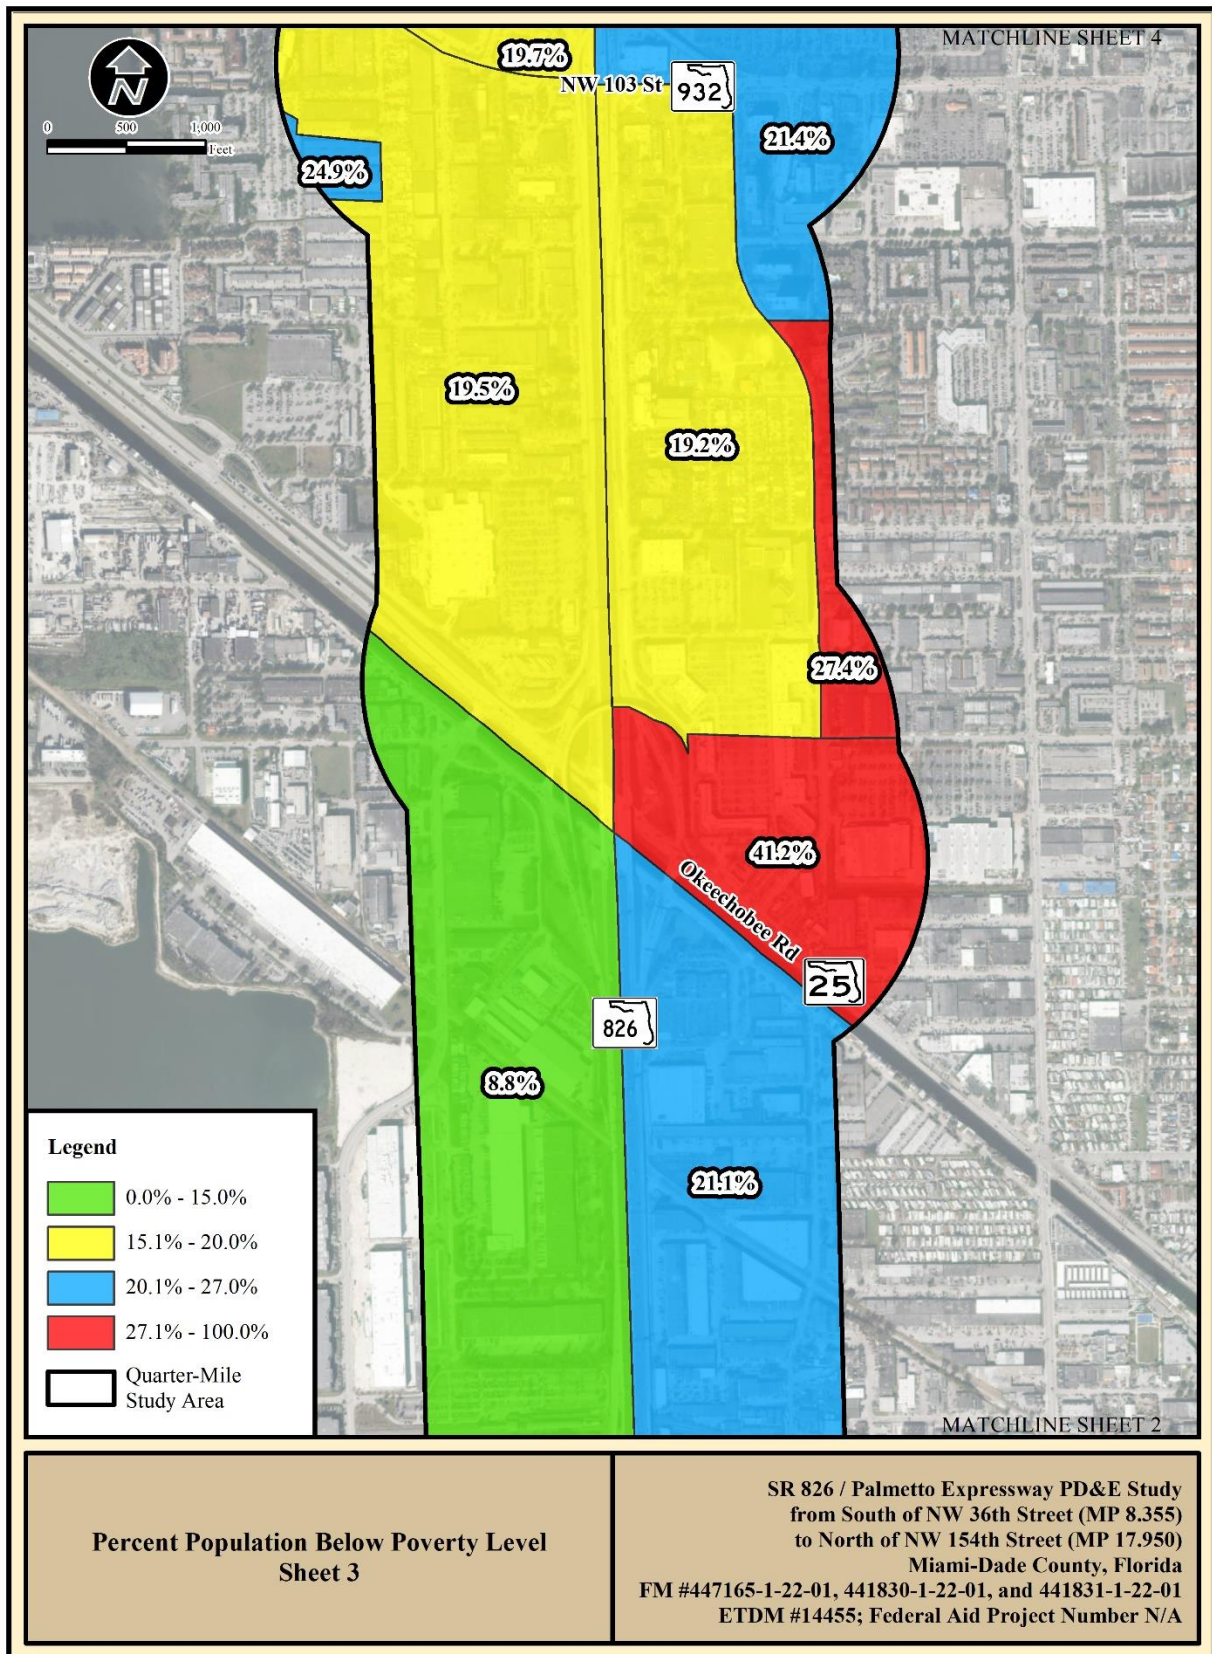 MATCHLINE SHEET 4
N
0 500 1,000
Feet
19.7%
NW 103 St
932
21.4%
24.9%
19.5%
19.2%
27.4%
41.2%
Okeechobee Rd
25
826
8.8%
21.1%
Legend
0.0% - 15.0%
15.1% - 20.0%
20.1% - 27.0%
27.1% - 100.0%
Quarter-Mile
Study Area
MATCHLINE SHEET 2
Percent Population Below Poverty Level
Sheet 3
SR 826 / Palmetto Expressway PD&E Study
from South of NW 36th Street (MP 8.355)
to North of NW 154th Street (MP 17.950)
Miami-Dade County, Florida
FM #447165-1-22-01, 441830-1-22-01, and 441831-1-22-01
ETDM #14455; Federal Aid Project Number N/A